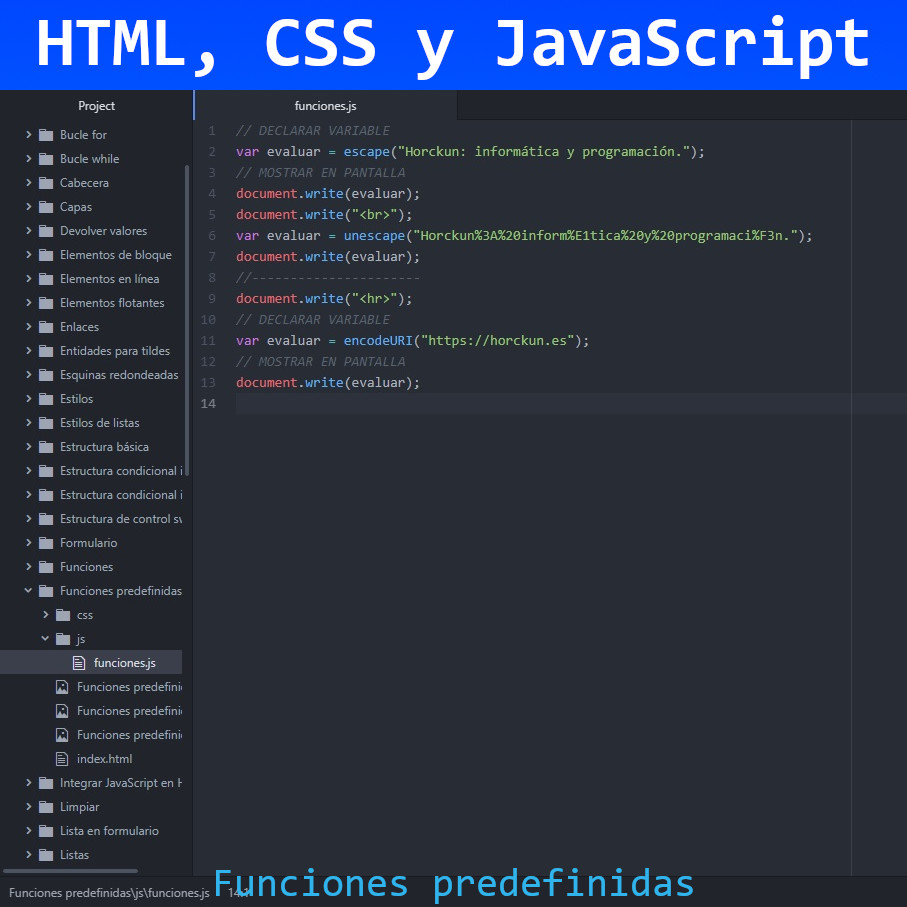 HTML, CSS y JavaScript
Project
funciones.js
Bucle for
Bucle while
Cabecera
Capas
Devolver valores
Elementos de bloque
Elementos en línea
Elementos flotantes
Enlaces
Entidades para tildes
Esquinas redondeadas
Estilos
Estilos de listas
Estructura básica
Estructura condicional i
Estructura condicional i
Estructura de control sv
Formulario
Funciones
Funciones predefinidas
css
js
funciones.js
Funciones predefini
Funciones predefini
Funciones predefini
index.html
Integrar JavaScript en H
Limpiar
Lista en formulario
Listas
1 // DECLARAR VARIABLE
2 var evaluar = escape("Horckun: informática y programación.");
3 // MOSTRAR EN PANTALLA
4 document.write(evaluar);
5 document.write("<br>");
6 var evaluar = unescape("Horckun%3A%20inform%E1tica%20y%20programaci%F3n.");
7 document.write(evaluar);
8 //----------------------
9 document.write("<hr>");
10 // DECLARAR VARIABLE
11 var evaluar = encodeURI("https://horckun.es");
12 // MOSTRAR EN PANTALLA
13 document.write(evaluar);
14
Funciones predefinidas\js\funciones.js 14:1
Funciones predefinidas